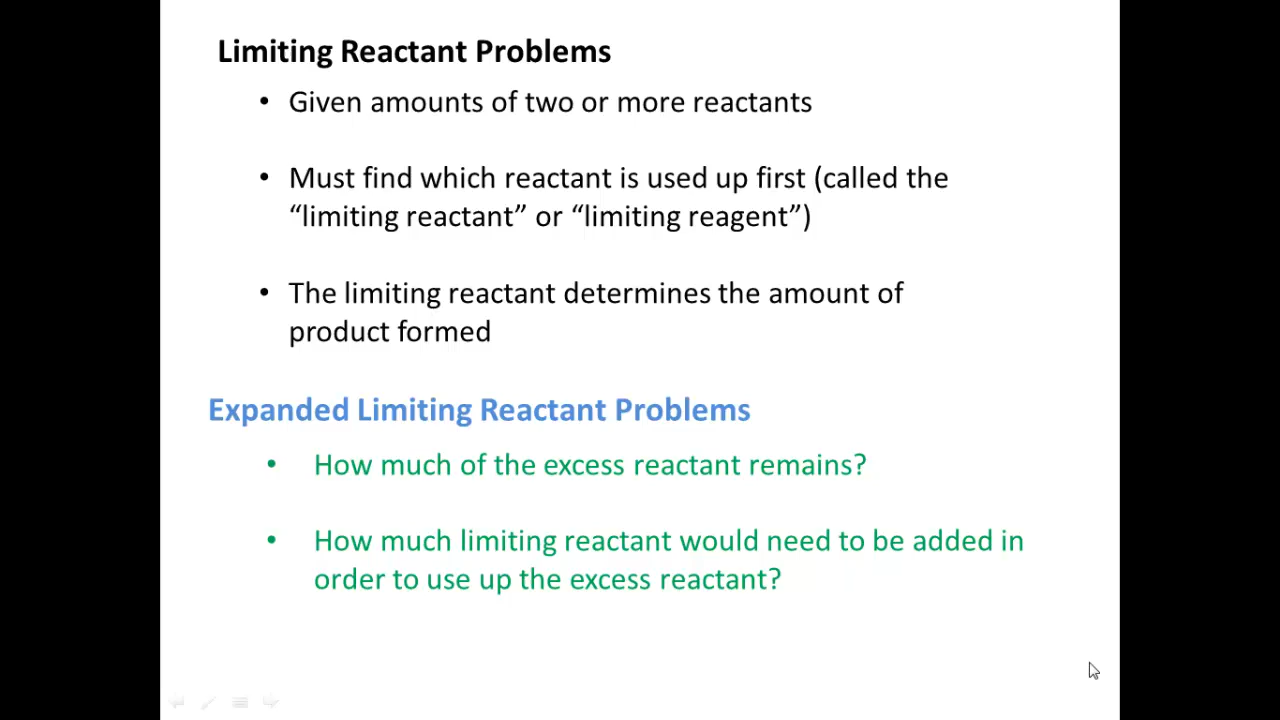 Limiting Reactant Problems
• Given amounts of two or more reactants
• Must find which reactant is used up first (called the
“limiting reactant” or “limiting reagent”)
• The limiting reactant determines the amount of
product formed
Expanded Limiting Reactant Problems
• How much of the excess reactant remains?
• How much limiting reactant would need to be added in
order to use up the excess reactant?